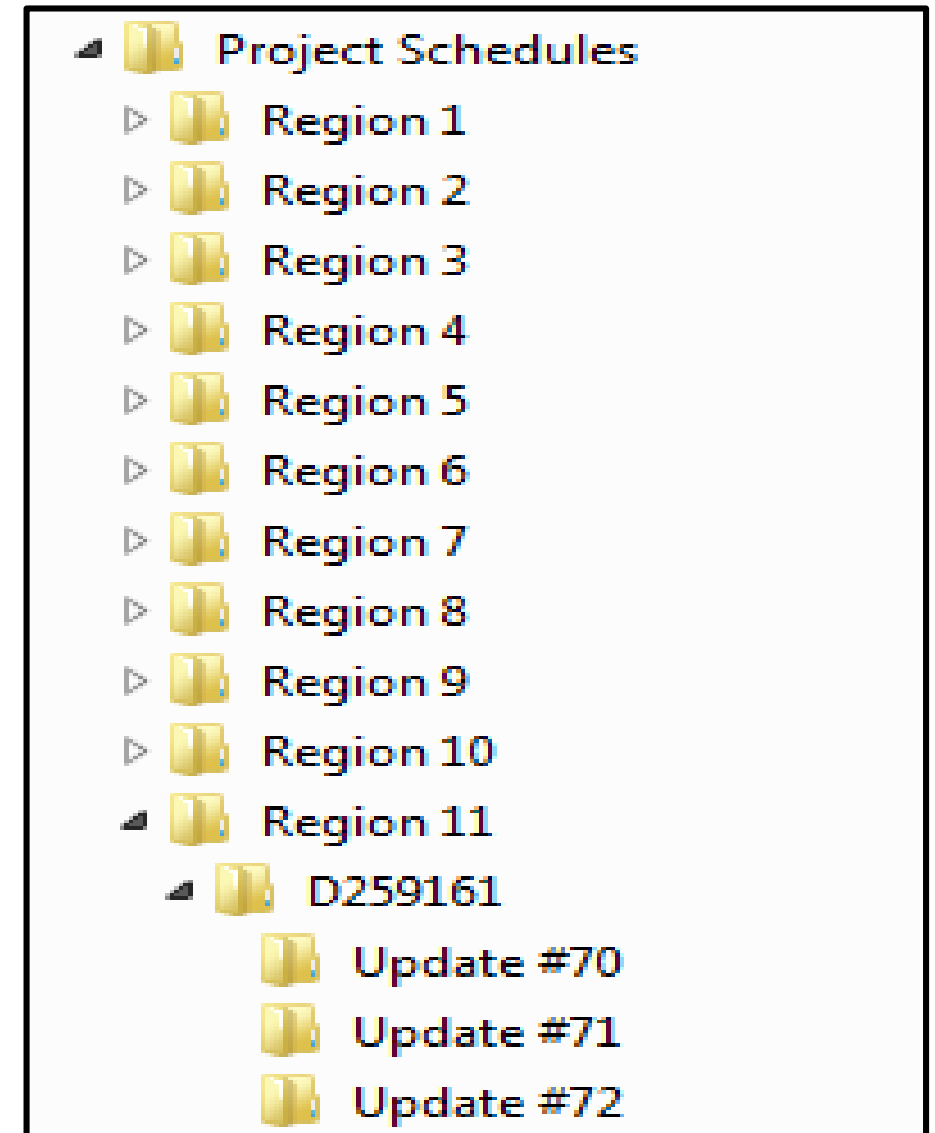 Project Schedules
Region 1
Region 2
Region 3
Region 4
Region 5
Region 6
Region 7
Region 8
Region 9
Region 10
Region 11
D259161
Update #70
Update #71
Update #72